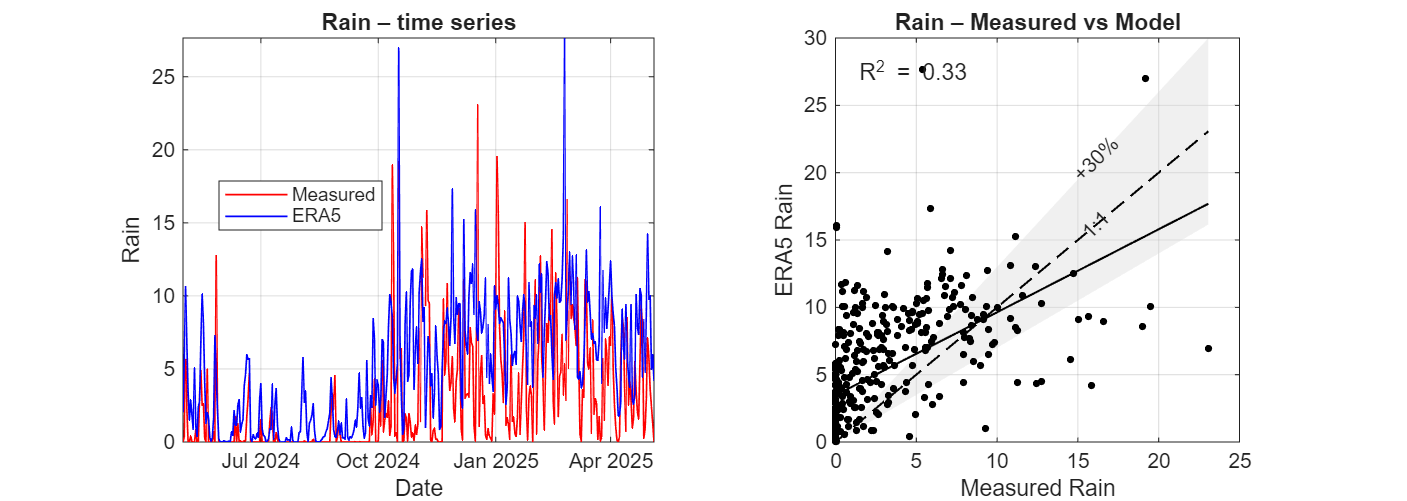 Rain – time series
Rain
25
20
15
10
5
0
Measured
ERA5
Jul 2024
Oct 2024
Jan 2025
Apr 2025
Date
Rain – Measured vs Model
ERA5 Rain
30
25
20
15
10
5
0
R² = 0.33
+30%
1:1
0
5
10
15
20
25
Measured Rain